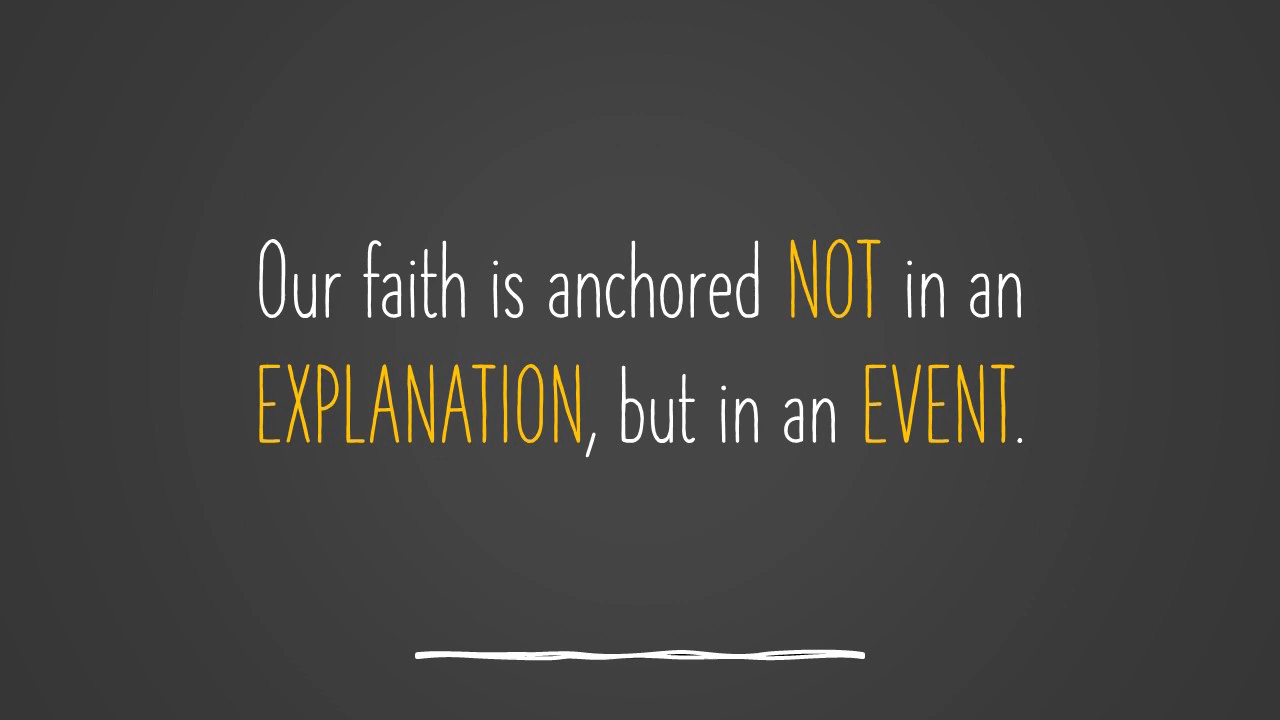 Our faith is anchored NOT in an
EXPLANATION, but in an EVENT.